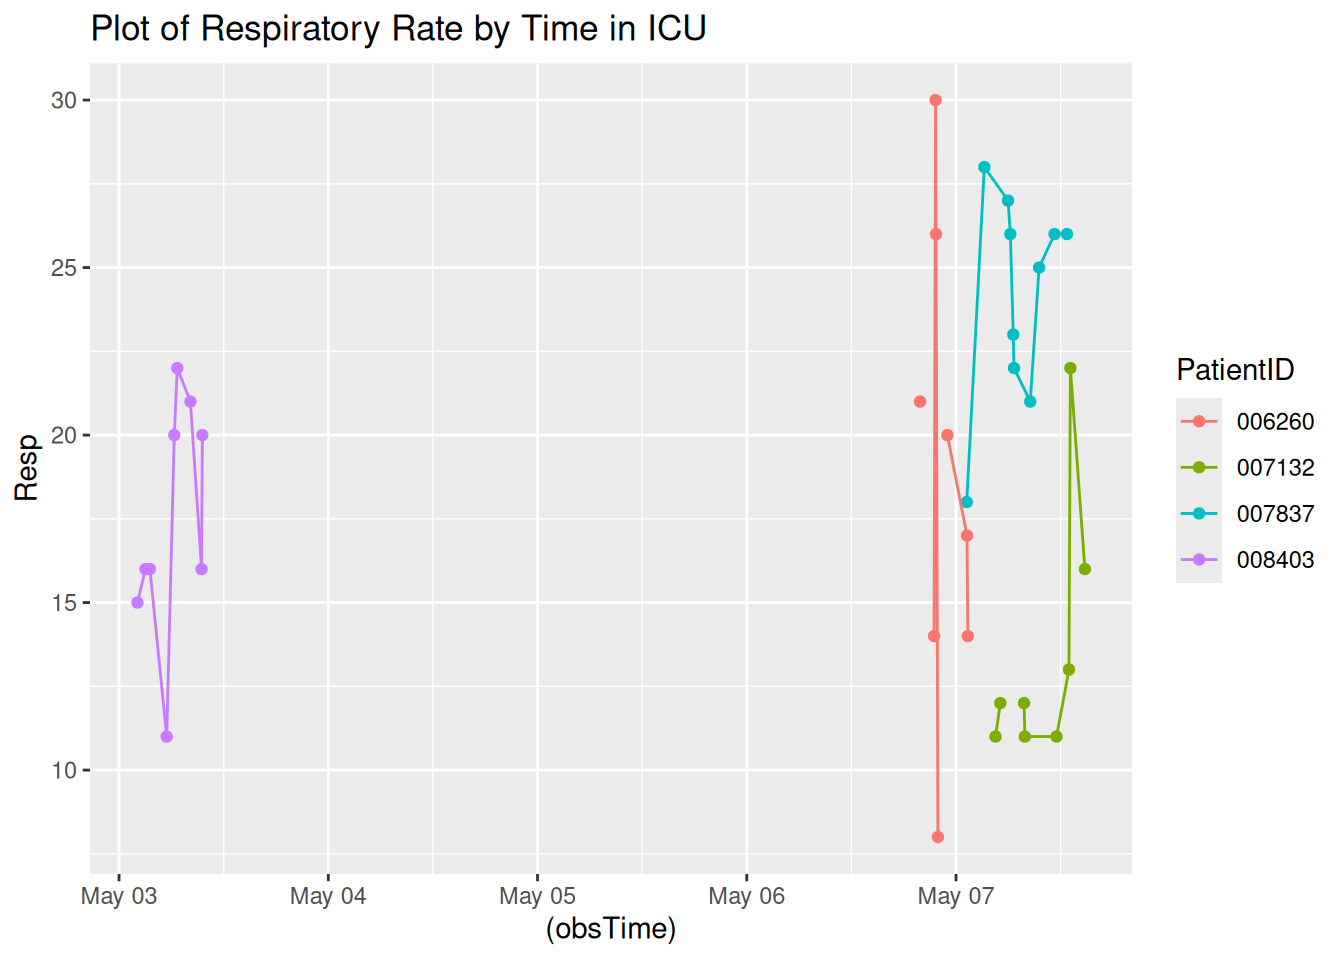 Plot of Respiratory Rate by Time in ICU
30
25
20
15
10
Resp
May 03
May 04
May 05
May 06
May 07
(obsTime)
PatientID
006260
007132
007837
008403